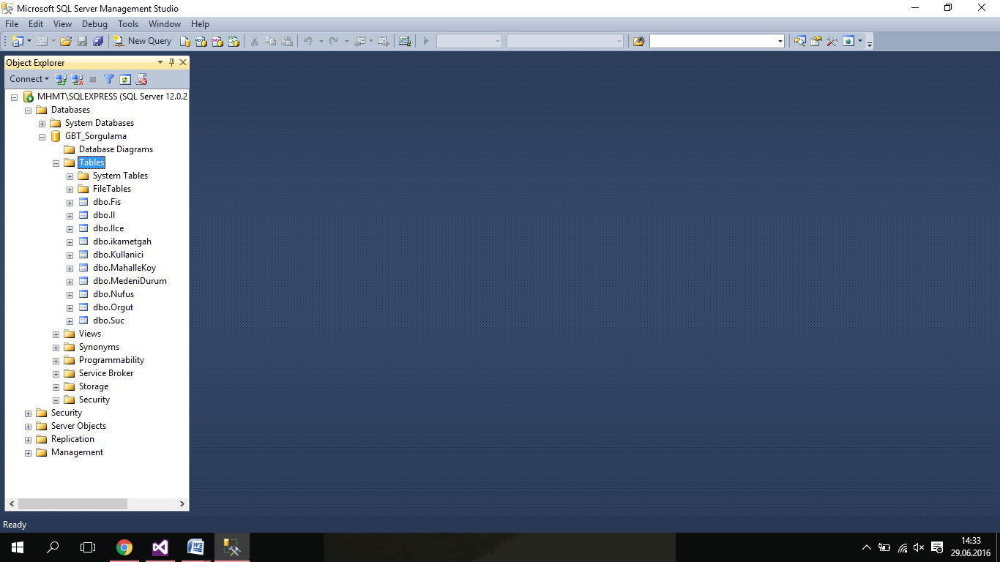 Microsoft SQL Server Management Studio
File Edit View Debug Tools Window Help
New Query
Object Explorer
Connect
MHMT\SQLEXPRESS (SQL Server 12.0.2
Databases
System Databases
GBT_Sorgulama
Database Diagrams
Tables
System Tables
FileTables
dbo.Fis
dbo.Il
dbo.Ilce
dbo.ikametgah
dbo.Kullanici
dbo.MahalleKoy
dbo.MedeniDurum
dbo.Nufus
dbo.Orgut
dbo.Suc
Views
Synonyms
Programmability
Service Broker
Storage
Security
Security
Server Objects
Replication
Management
Ready
14:33
29.06.2016